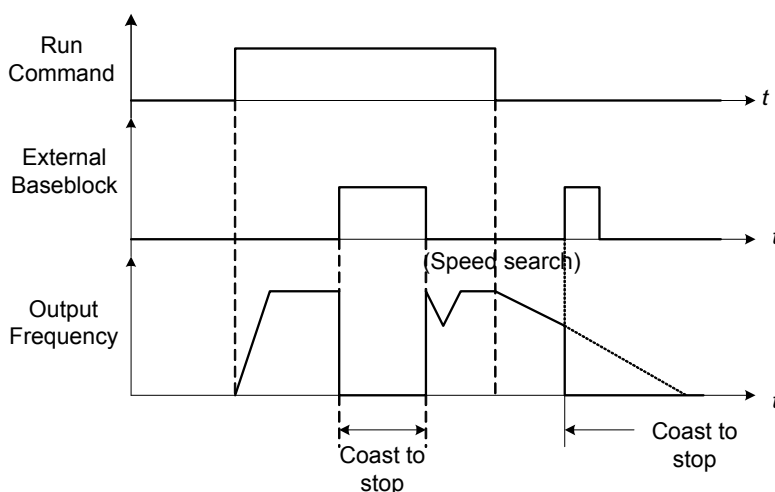 Run
Command
t
External
Baseblock
t
(Speed search)
Output
Frequency
t
Coast to
stop
Coast to
stop